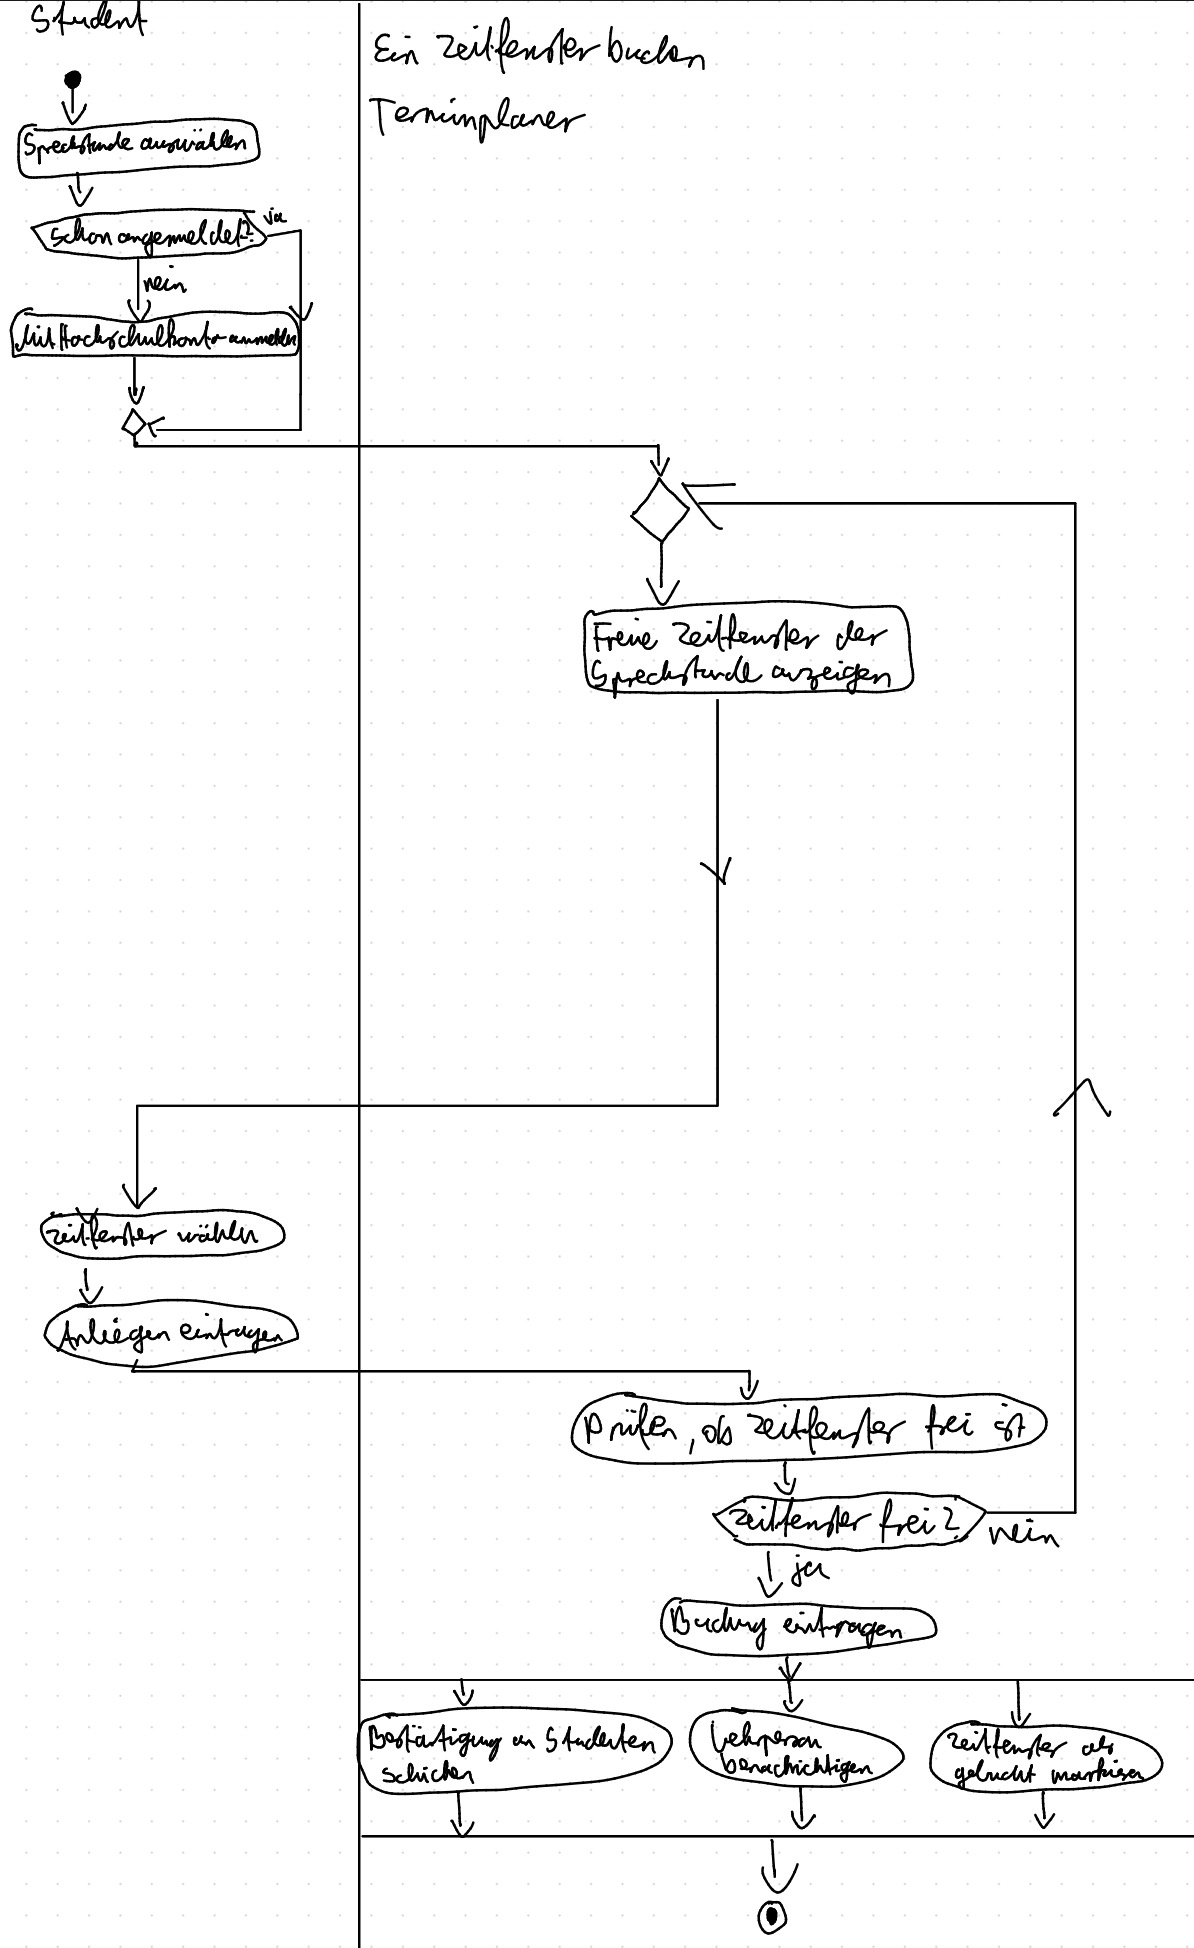 Student
Ein Zeitfenster buchen
Terminplaner
Sprechstunde auswählen
Schon angemeldet?
ja
nein
Mit Hochschulkonto anmelden
Freie Zeitfenster der
Sprechstunde anzeigen
Zeitfenster wählen
Anliegen eintragen
Prüfen, ob Zeitfenster frei ist
Zeitfenster frei?
nein
ja
Buchung eintragen
Bestätigung an Studenten
schicken
Lehrperson
benachrichtigen
Zeitfenster als
gebucht markieren